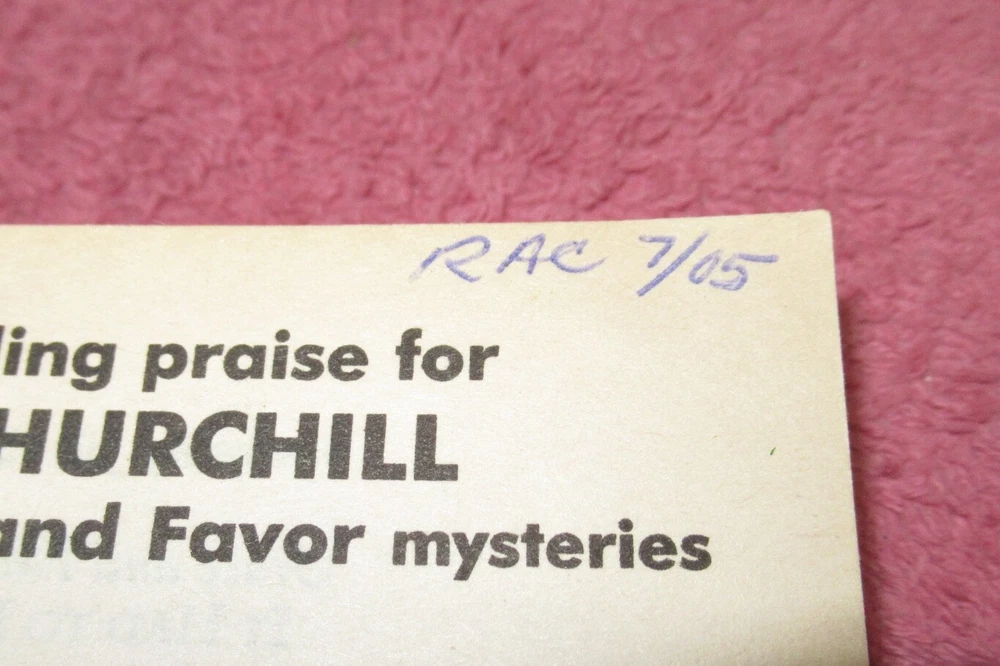 RAC 7/05
ling praise for
HURCHILL
and Favor mysteries